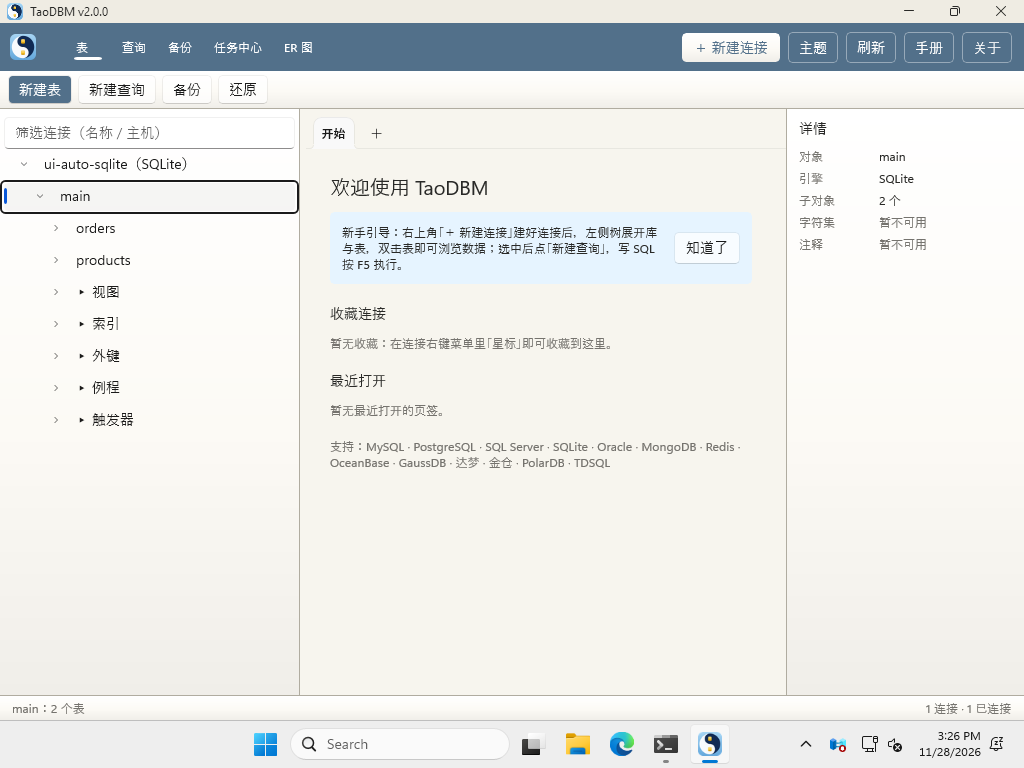 TaoDBM v2.0.0
表 查询 备份 任务中心 ER 图 ＋ 新建连接 主题 刷新 手册 关于
新建表 新建查询 备份 还原
筛选连接（名称 / 主机）
ui-auto-sqlite（SQLite）
main
orders
products
视图
索引
外键
例程
触发器
开始 +
欢迎使用 TaoDBM
新手引导：右上角「＋ 新建连接」建好连接后，左侧树展开库
与表，双击表即可浏览数据；选中后点「新建查询」，写 SQL
按 F5 执行。
知道了
收藏连接
暂无收藏：在连接右键菜单里「星标」即可收藏到这里。
最近打开
暂无最近打开的页签。
支持：MySQL · PostgreSQL · SQL Server · SQLite · Oracle · MongoDB · Redis ·
OceanBase · GaussDB · 达梦 · 金仓 · PolarDB · TDSQL
详情
对象 main
引擎 SQLite
子对象 2 个
字符集 暂不可用
注释 暂不可用
main：2 个表
1 连接 · 1 已连接
Search
3:26 PM
11/28/2026